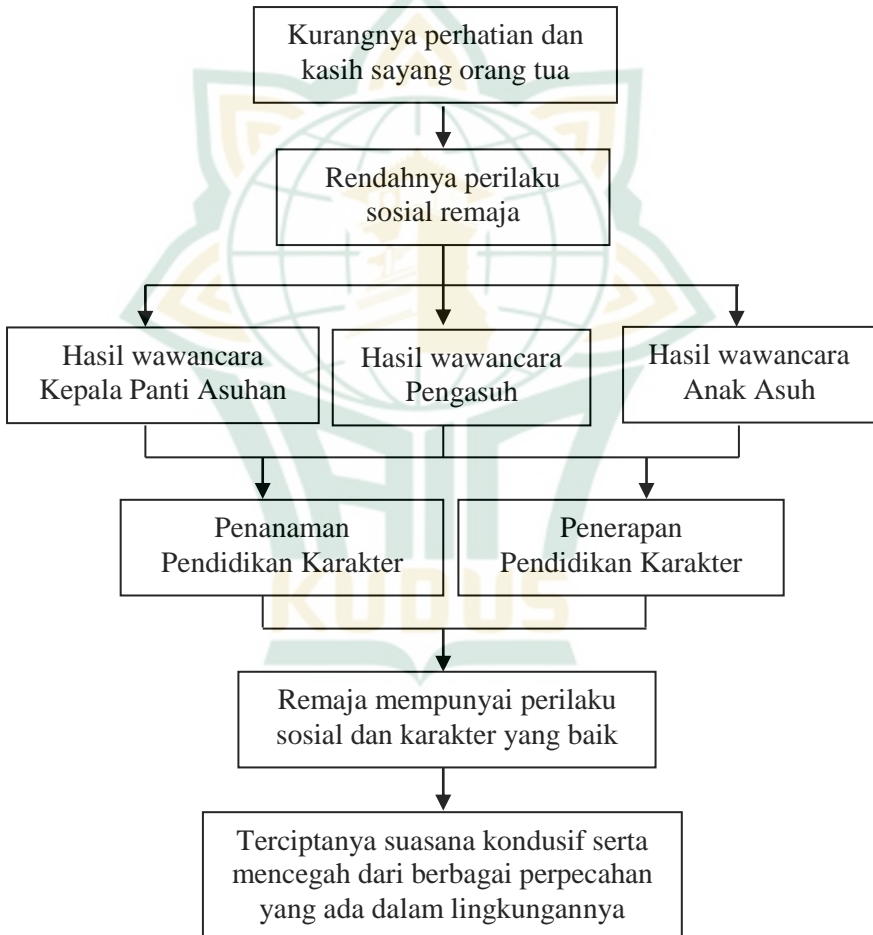 Kurangnya perhatian dan
kasih sayang orang tua
Rendahnya perilaku
sosial remaja
Hasil wawancara
Kepala Panti Asuhan
Hasil wawancara
Pengasuh
Hasil wawancara
Anak Asuh
Penanaman
Pendidikan Karakter
Penerapan
Pendidikan Karakter
KUDUS
Remaja mempunyai perilaku
sosial dan karakter yang baik
Terciptanya suasana kondusif serta
mencegah dari berbagai perpecahan
yang ada dalam lingkungannya